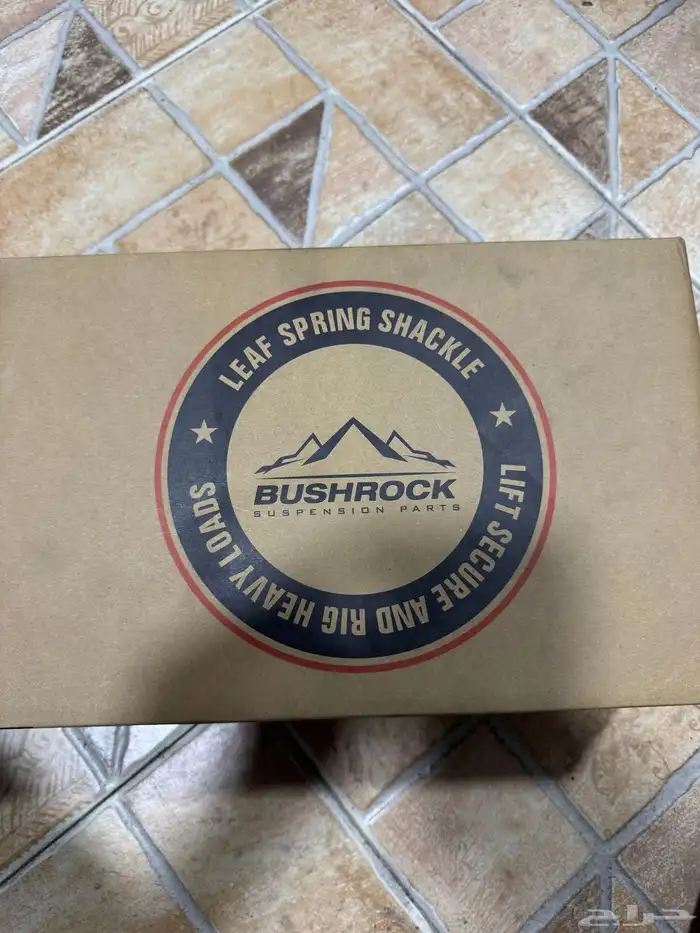 LEAF SPRING SHACKLE
BUSHROCK
SUSPENSION PARTS
LIFT SECURE AND RIG HEAVY LOADS
حراج